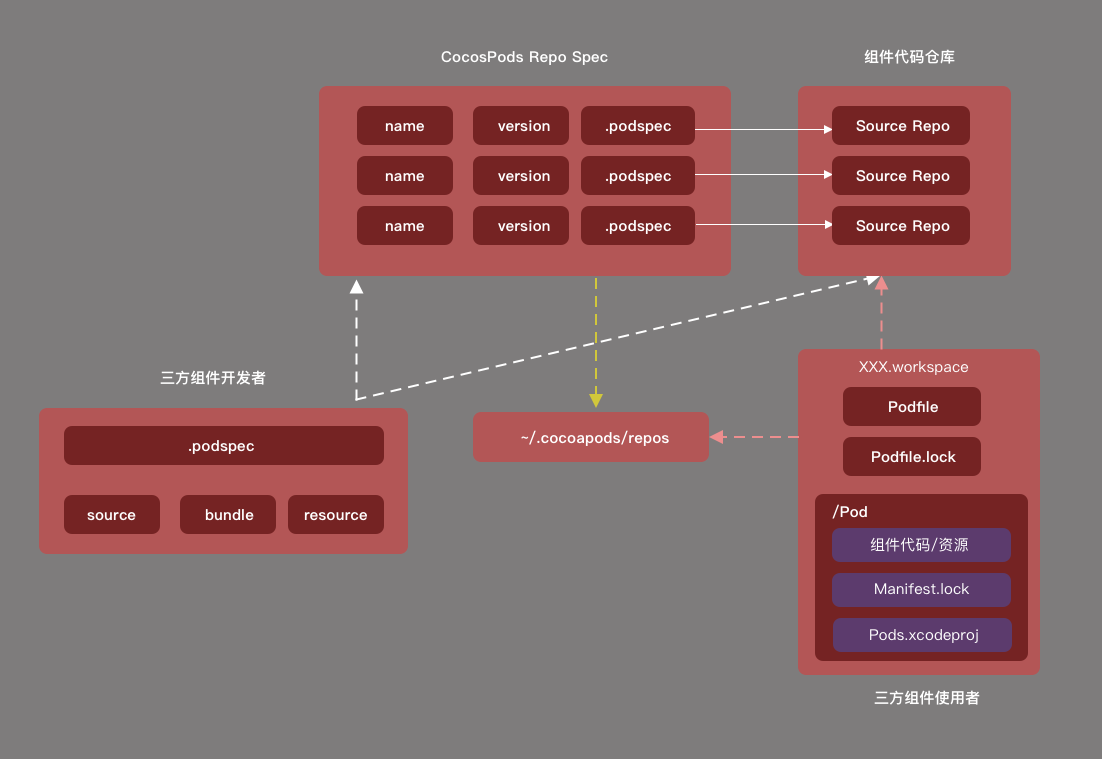 CocosPods Repo Spec
组件代码仓库
name version .podspec Source Repo
name version .podspec Source Repo
name version .podspec Source Repo
三方组件开发者
.podspec
source bundle resource
~/.cocoapods/repos
XXX.workspace
Podfile
Podfile.lock
/Pod
组件代码/资源
Manifest.lock
Pods.xcodeproj
三方组件使用者